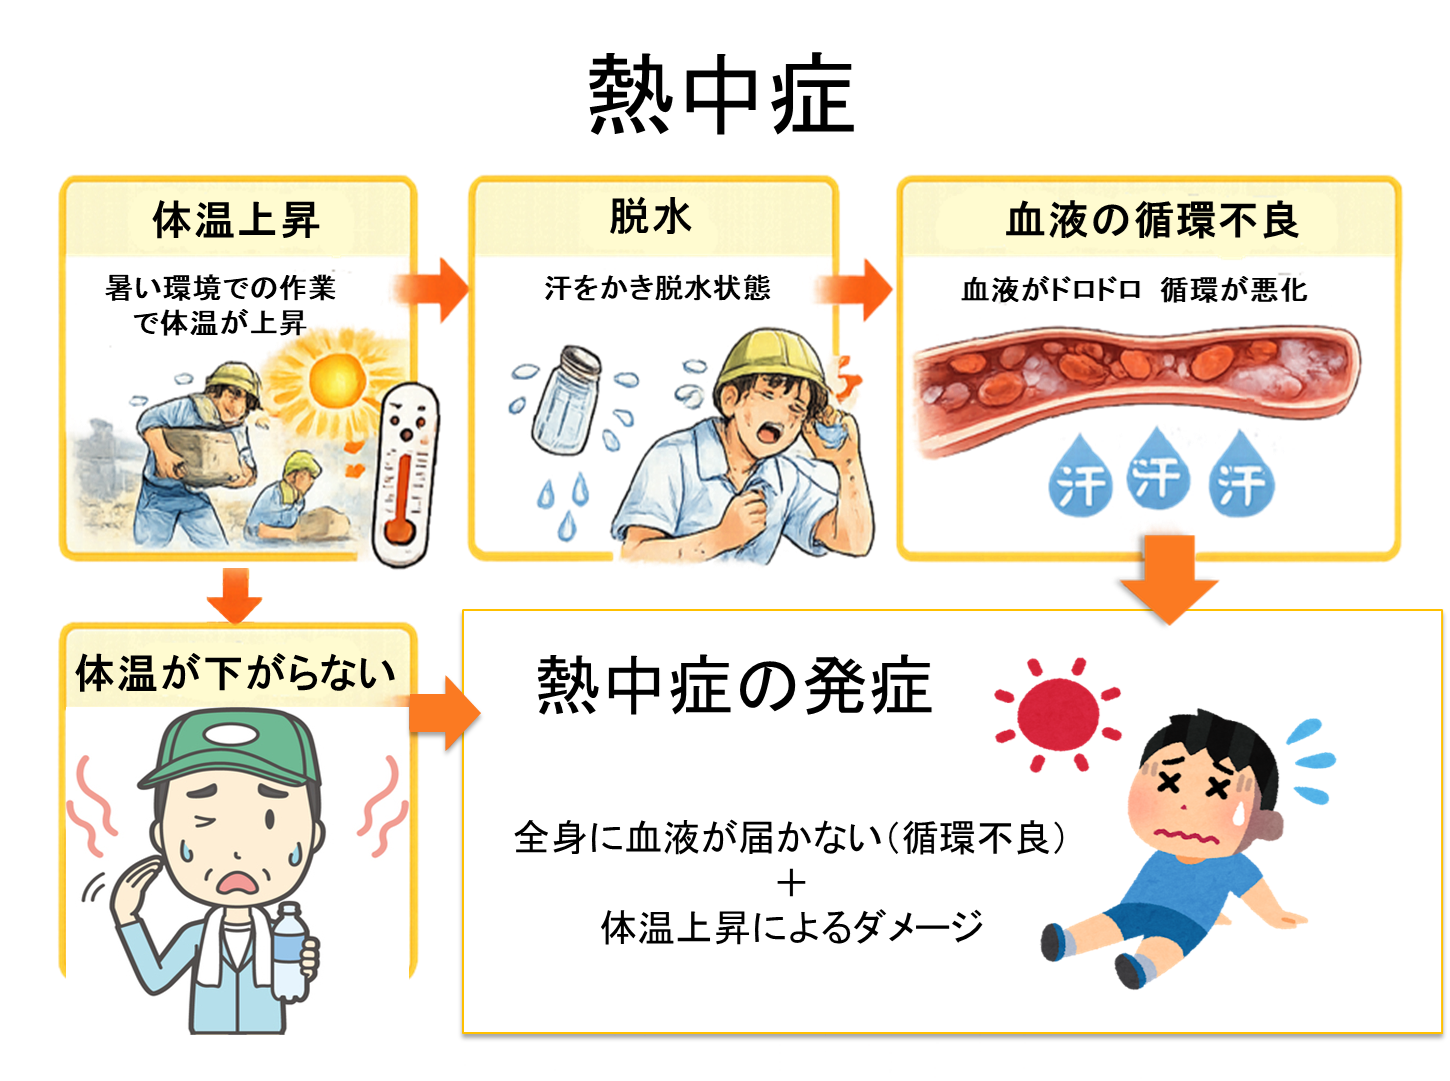 熱中症
体温上昇
暑い環境での作業
で体温が上昇
脱水
汗をかき脱水状態
血液の循環不良
血液がドロドロ　循環が悪化
汗
汗
汗
体温が下がらない
熱中症の発症
全身に血液が届かない（循環不良）
＋
体温上昇によるダメージ